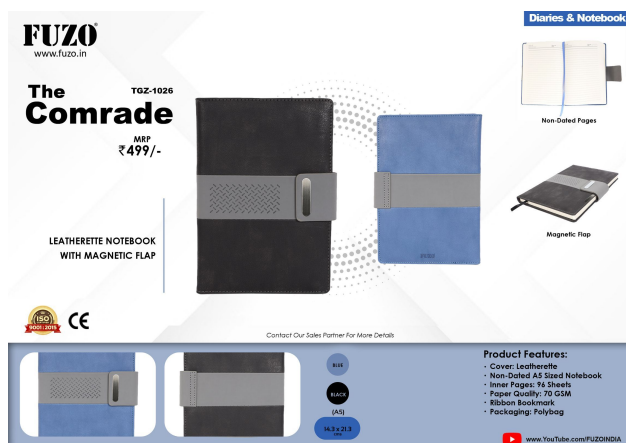 FUZO®
www.fuzo.in
Diaries & Notebook
The
Comrade
TGZ-1026
MRP
₹499/-
Non-Dated Pages
Magnetic Flap
LEATHERETTE NOTEBOOK
WITH MAGNETIC FLAP
ISO
9001:2015
CE
Contact Our Sales Partner For More Details
BLUE
BLACK
(A5)
14.3 x 21.3
Product Features:
• Cover: Leatherette
• Non-Dated A5 Sized Notebook
• Inner Pages: 96 Sheets
• Paper Quality: 70 GSM
• Ribbon Bookmark
• Packaging: Polybag
www.YouTube.com/FUZOINDIA